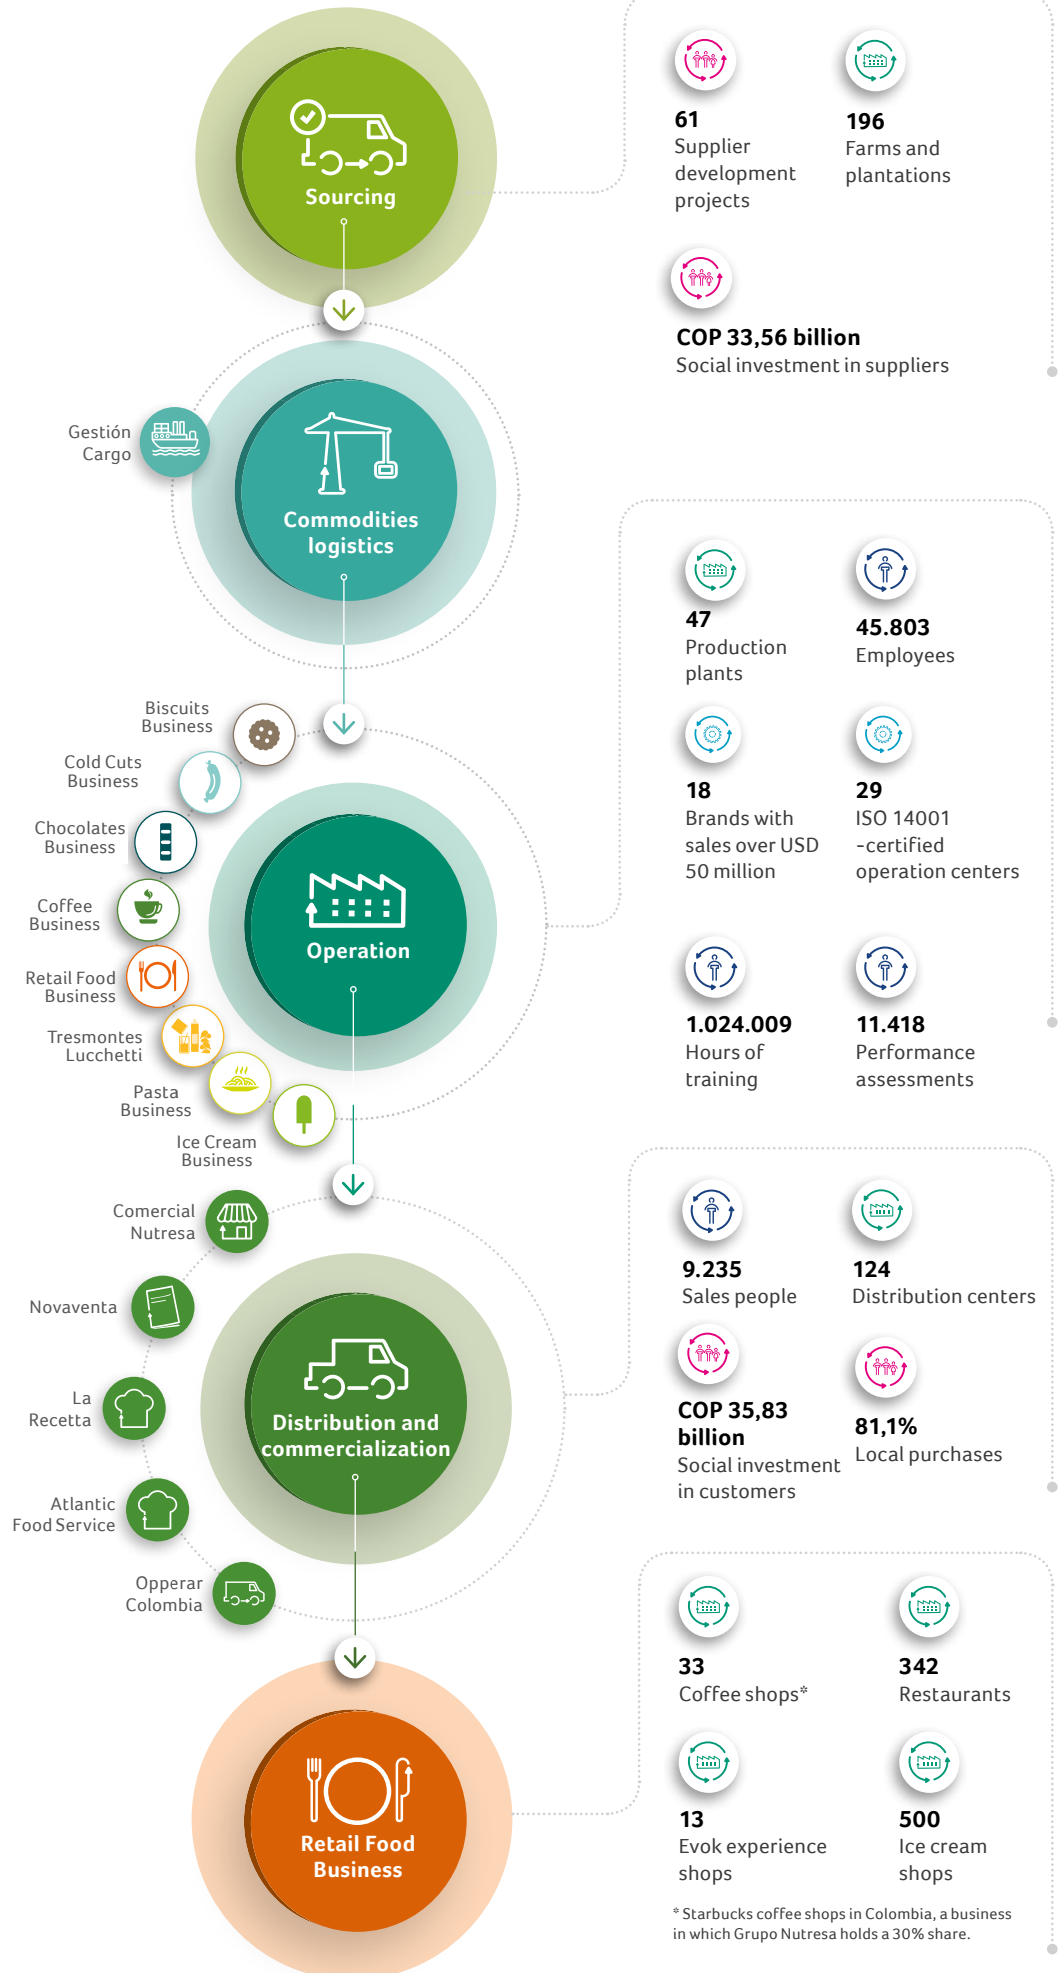 Sourcing
61
Supplier
development
projects
196
Farms and
plantations
COP 33,56 billion
Social investment in suppliers
Gestión
Cargo
Commodities
logistics
Biscuits
Business
Cold Cuts
Business
Chocolates
Business
Coffee
Business
Retail Food
Business
Tresmontes
Lucchetti
Pasta
Business
Ice Cream
Business
Operation
47
Production
plants
45.803
Employees
18
Brands with
sales over USD
50 million
29
ISO 14001
-certified
operation centers
1.024.009
Hours of
training
11.418
Performance
assessments
Comercial
Nutresa
Novaventa
La
Recetta
Atlantic
Food Service
Opperar
Colombia
Distribution and
commercialization
9.235
Sales people
124
Distribution centers
COP 35,83
billion
Social investment
in customers
81,1%
Local purchases
Retail Food
Business
33
Coffee shops*
342
Restaurants
13
Evok experience
shops
500
Ice cream
shops
* Starbucks coffee shops in Colombia, a business
in which Grupo Nutresa holds a 30% share.